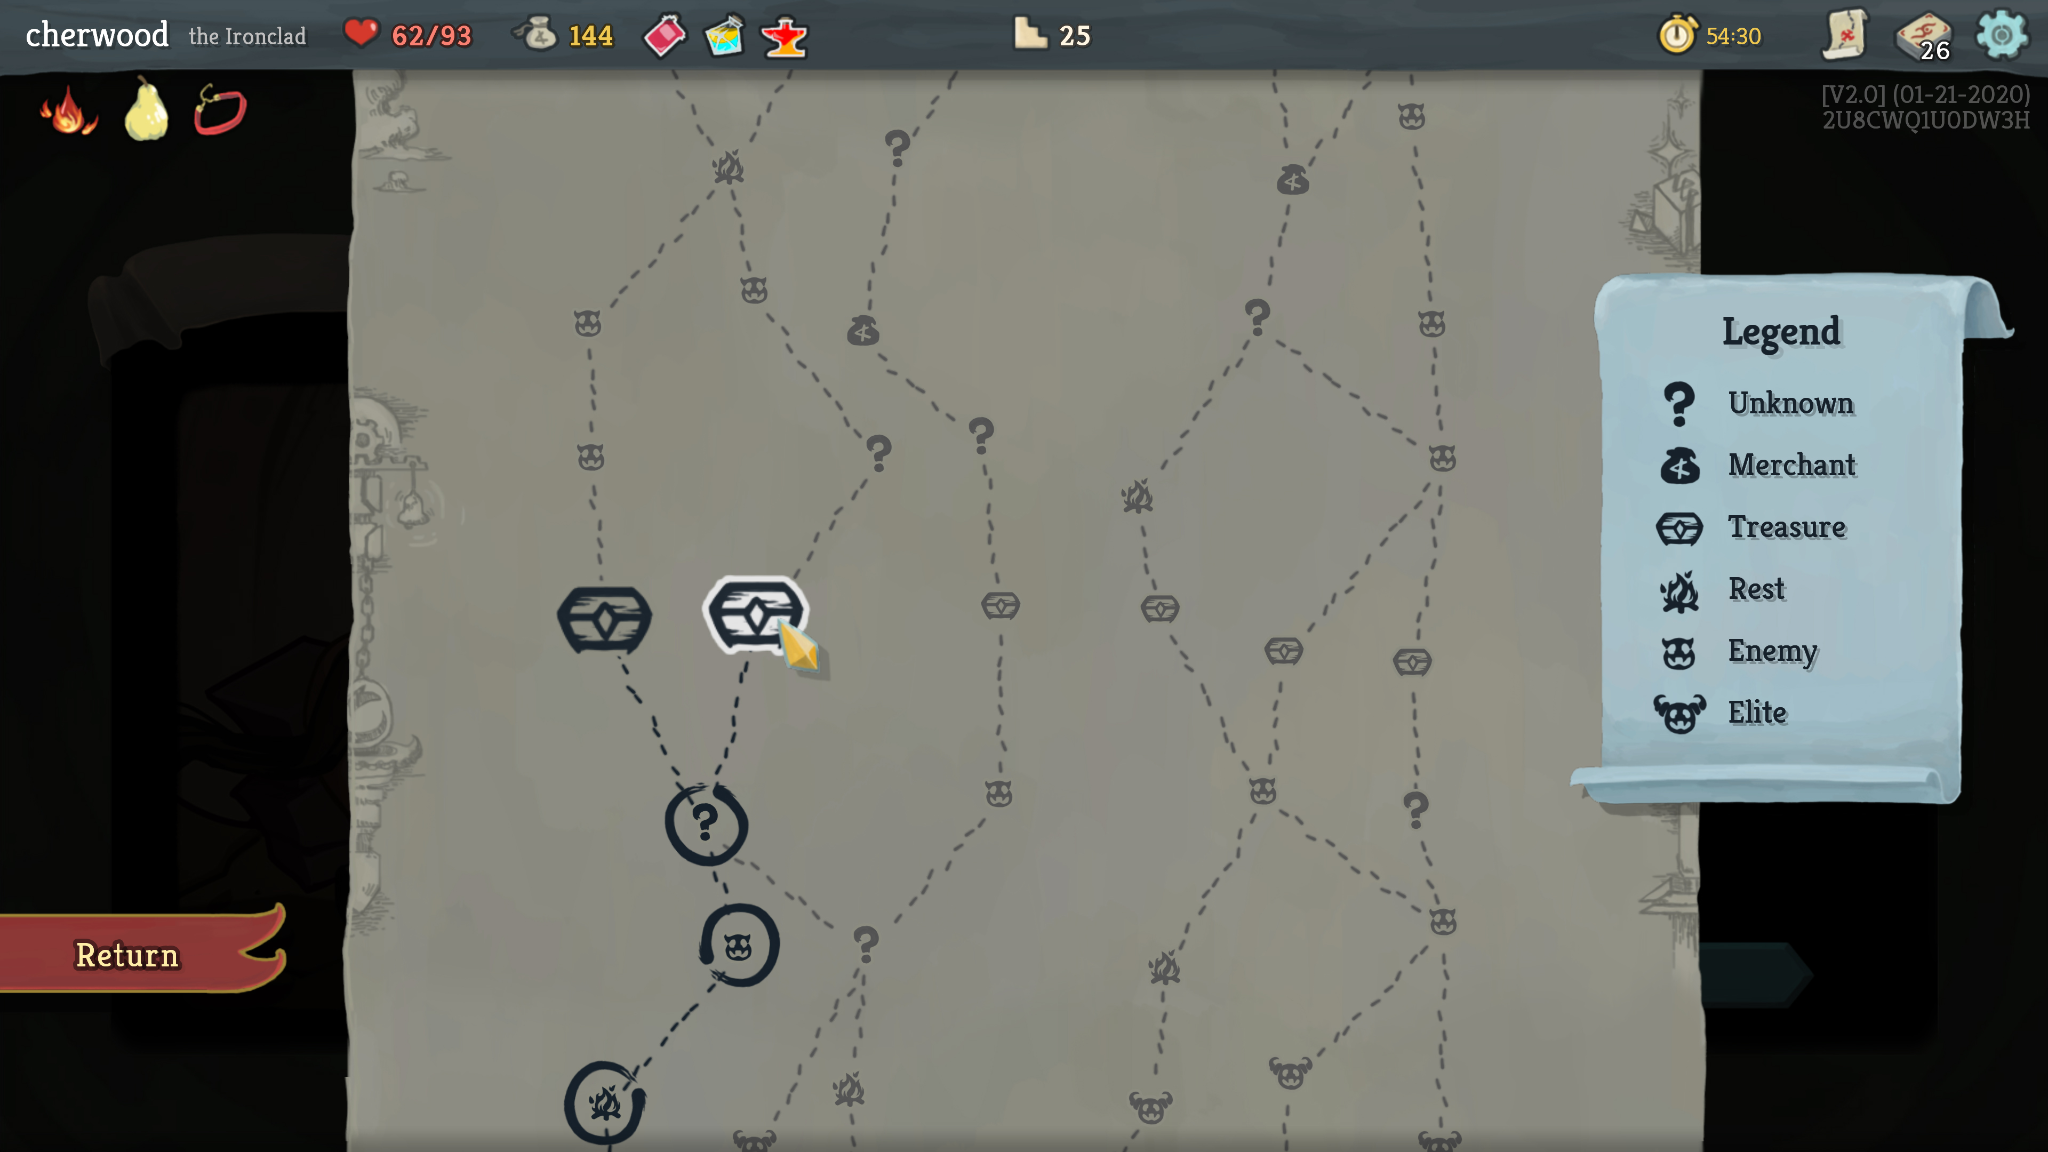 cherwood the Ironclad 62/93 144 25 54:30 26
[V2.0] (01-21-2020)
2U8CWQ1U0DW3H
Legend
Unknown
Merchant
Treasure
Rest
Enemy
Elite
Return